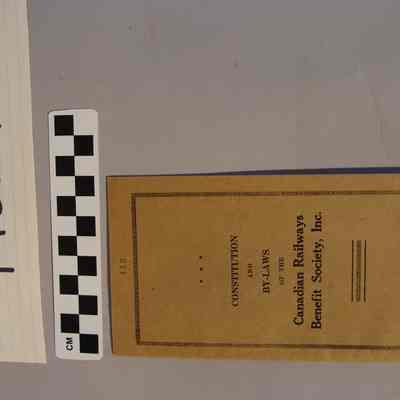 CONSTITUTION
AND
BY-LAWS
OF THE
Canadian Railways
Benefit Society, Inc.
CM